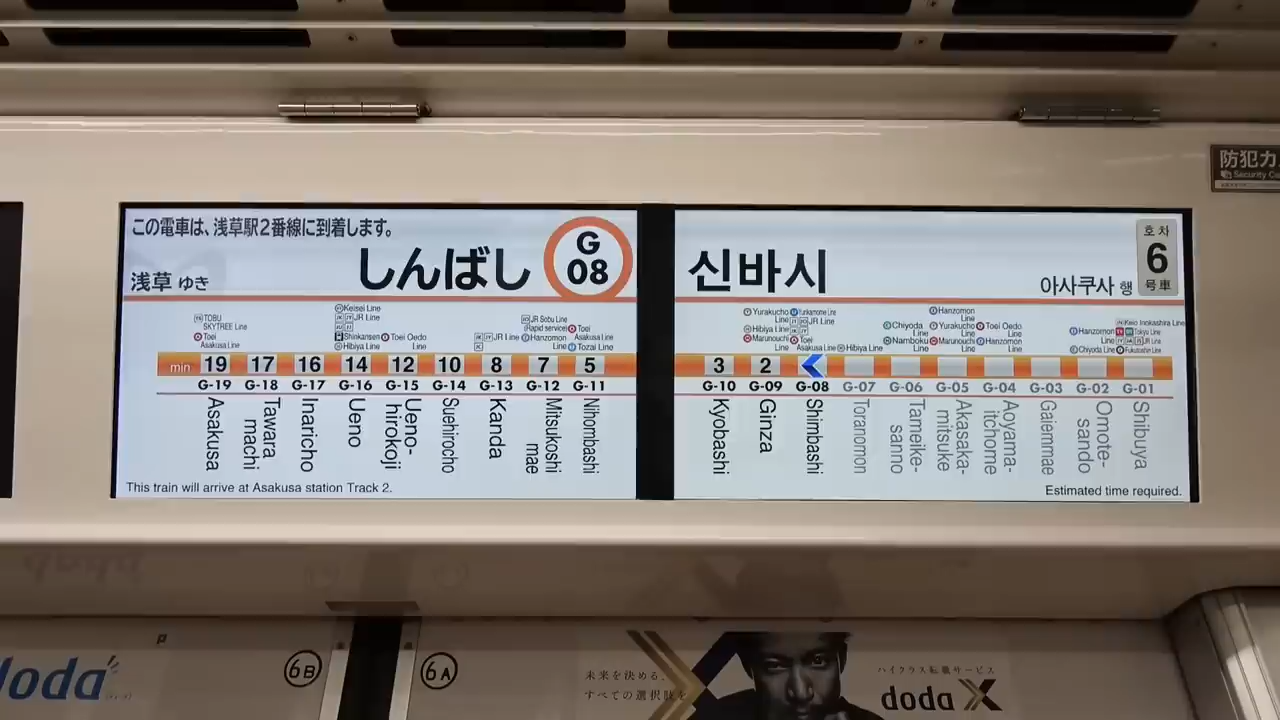 この電車は、浅草駅2番線に到着します。
浅草 ゆき
しんばし
G
08
신바시
아사쿠사 행
호차
6
号車
防犯カ
Security Ca
TOBU
SKYTREE Line
Toei
Asakusa Line
Keisei Line
JR Line
Shinkansen
Hibiya Line
Toei Oedo
Line
JR Line
JR Sobu Line
(Rapid service)
Hanzomon
Line
Toei
Asakusa Line
Tozai Line
Yurakucho
Line
Hibiya Line
Marunouchi
Line
Yurikamome Line
JR Line
Toei
Asakusa Line
Hibiya Line
Chiyoda
Line
Namboku
Line
Hanzomon
Line
Yurakucho
Line
Marunouchi
Line
Toei Oedo
Line
Hanzomon
Line
Hanzomon
Line
Chiyoda Line
Keio Inokashira Line
Tokyu Line
JR Line
Fukutoshin Line
min 19 17 16 14 12 10 8 7 5
3 2
G-19 G-18 G-17 G-16 G-15 G-14 G-13 G-12 G-11
G-10 G-09 G-08 G-07 G-06 G-05 G-04 G-03 G-02 G-01
Asakusa
Tawara
machi
Inaricho
Ueno
Ueno-
hirokoji
Suehirocho
Kanda
Mitsukoshi
mae
Nihombashi
Kyobashi
Ginza
Shimbashi
Toranomon
Tameike-
sanno
Akasaka-
mitsuke
Aoyama-
itchome
Gaiemmae
Omote-
sando
Shibuya
This train will arrive at Asakusa station Track 2.
Estimated time required.
doda
6B
6A
未来を決める、
すべての選択肢を
ハイクラス転職サービス
doda X